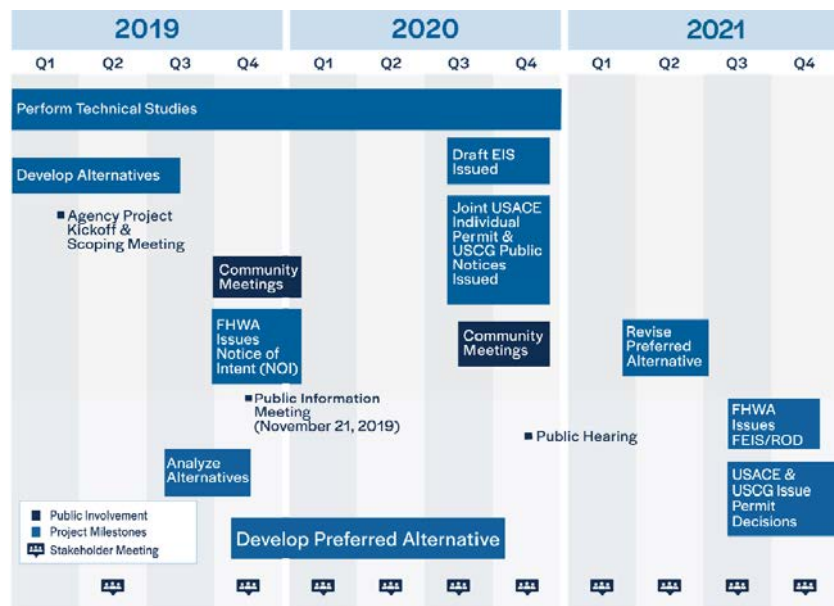 2019 2020 2021
Q1 Q2 Q3 Q4 Q1 Q2 Q3 Q4 Q1 Q2 Q3 Q4
Perform Technical Studies
Draft EIS
Issued
Develop Alternatives
Joint USACE
Individual
Permit &
USCG Public
Notices
Issued
Agency Project
Kickoff &
Scoping Meeting
Community
Meetings
FHWA
Issues
Notice of
Intent (NOI)
Community
Meetings
Revise
Preferred
Alternative
Public Information
Meeting
(November 21, 2019)
FHWA
Issues
FEIS/ROD
Public Hearing
Analyze
Alternatives
USACE &
USCG Issue
Permit
Decisions
Public Involvement
Project Milestones
Stakeholder Meeting
Develop Preferred Alternative